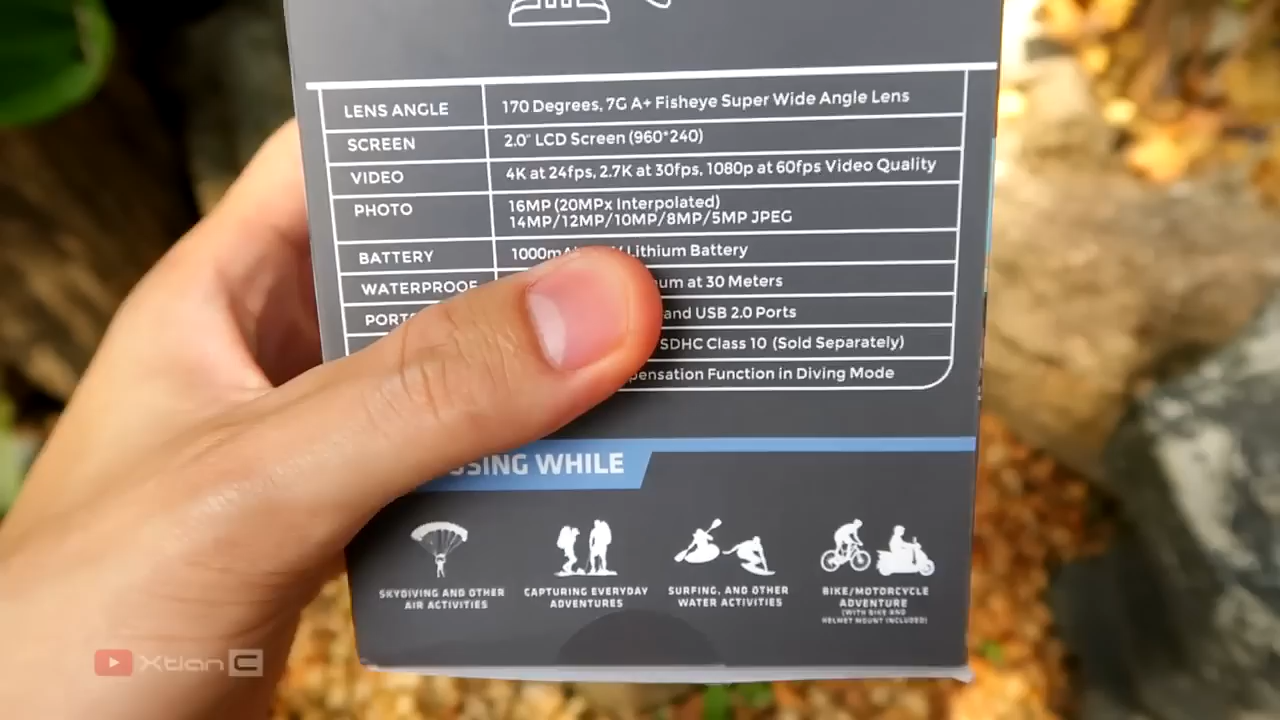 LENS ANGLE 170 Degrees, 7G A+ Fisheye Super Wide Angle Lens
SCREEN 2.0" LCD Screen (960*240)
VIDEO 4K at 24fps, 2.7K at 30fps, 1080p at 60fps Video Quality
PHOTO 16MP (20MPx Interpolated)
14MP/12MP/10MP/8MP/5MP JPEG
BATTERY Lithium Battery
WATERPROOF at 30 Meters
and USB 2.0 Ports
SDHC Class 10 (Sold Separately)
Function in Diving Mode
WHILE
SKYDIVING AND OTHER
AIR ACTIVITIES
CAPTURING EVERYDAY
ADVENTURES
SURFING, AND OTHER
WATER ACTIVITIES
BIKE/MOTORCYCLE
ADVENTURE
(WITH BIKE AND
HELMET MOUNT INCLUDED)
Xtian C